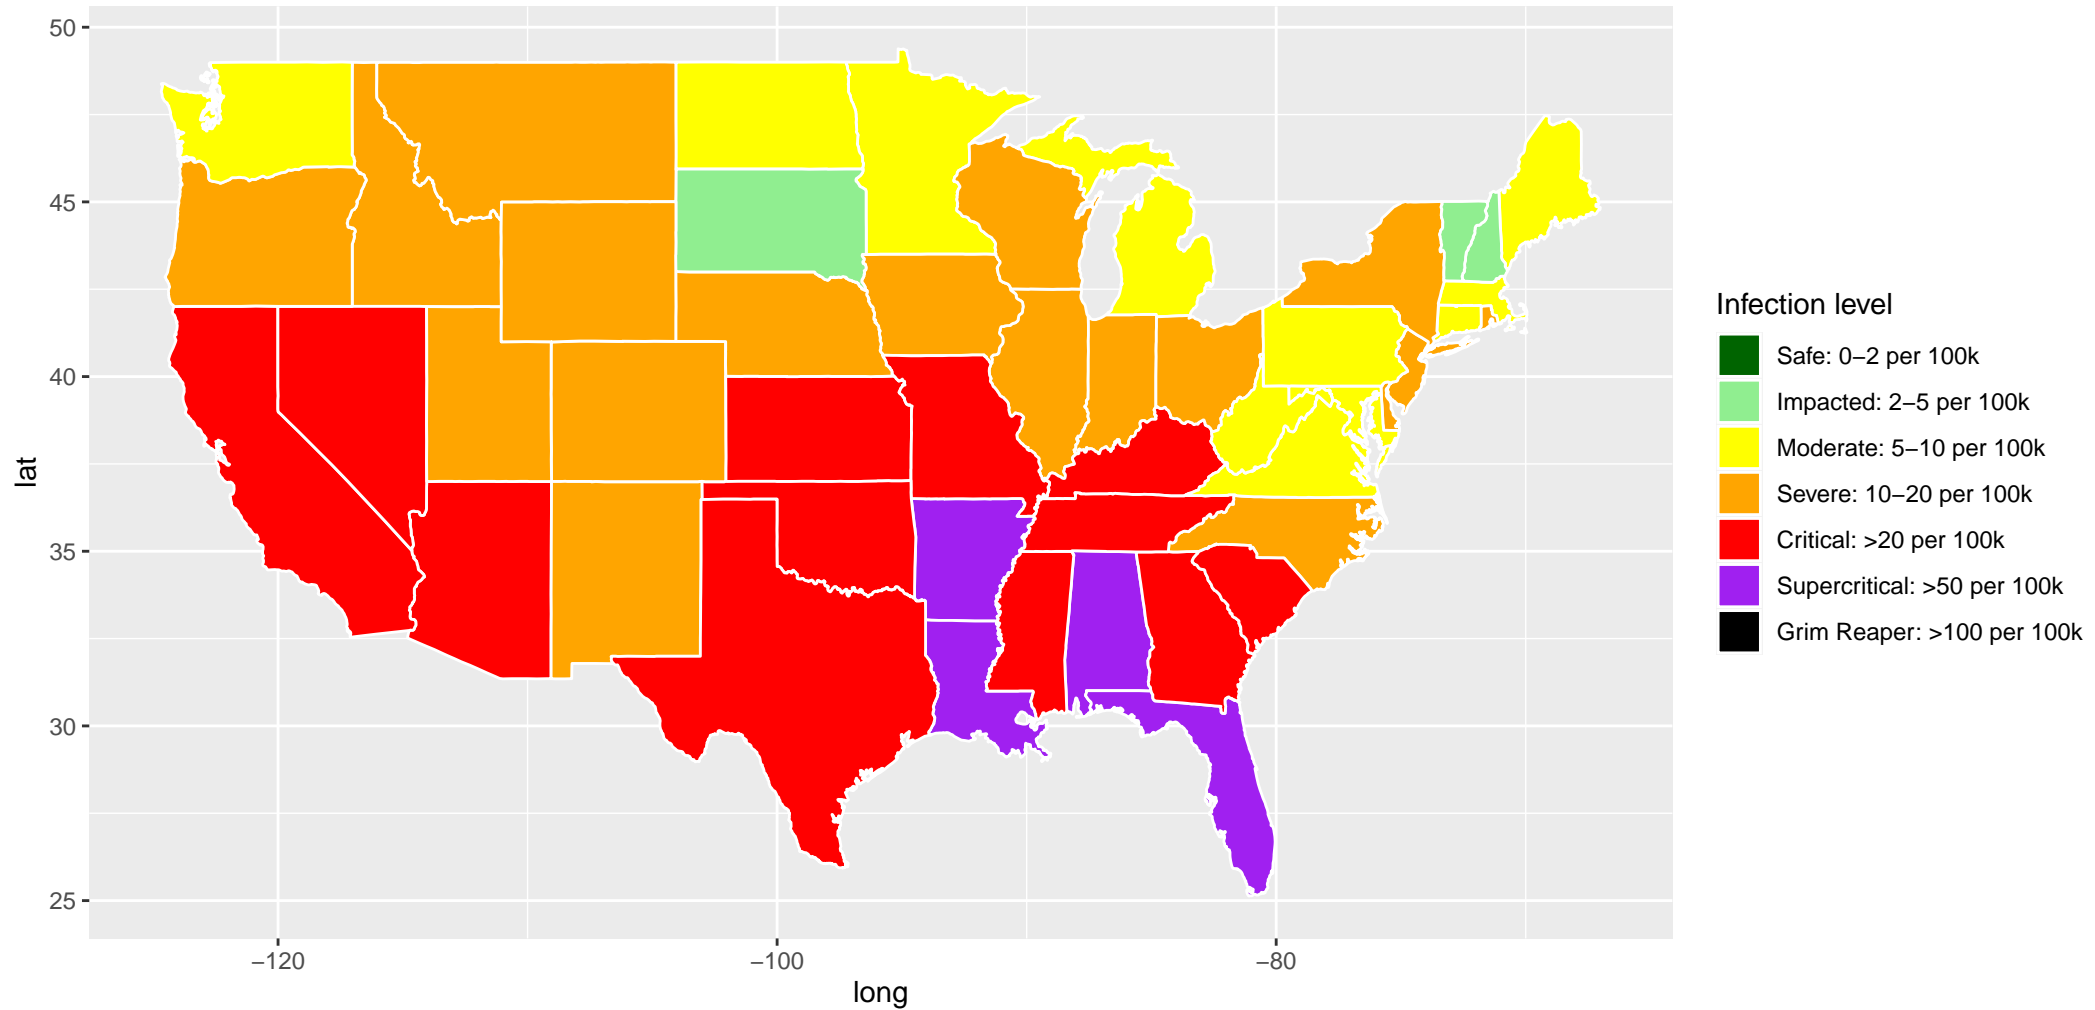 50
45
40
35
30
25
lat
−120
−100
−80
long
Infection level
Safe: 0−2 per 100k
Impacted: 2−5 per 100k
Moderate: 5−10 per 100k
Severe: 10−20 per 100k
Critical: >20 per 100k
Supercritical: >50 per 100k
Grim Reaper: >100 per 100k